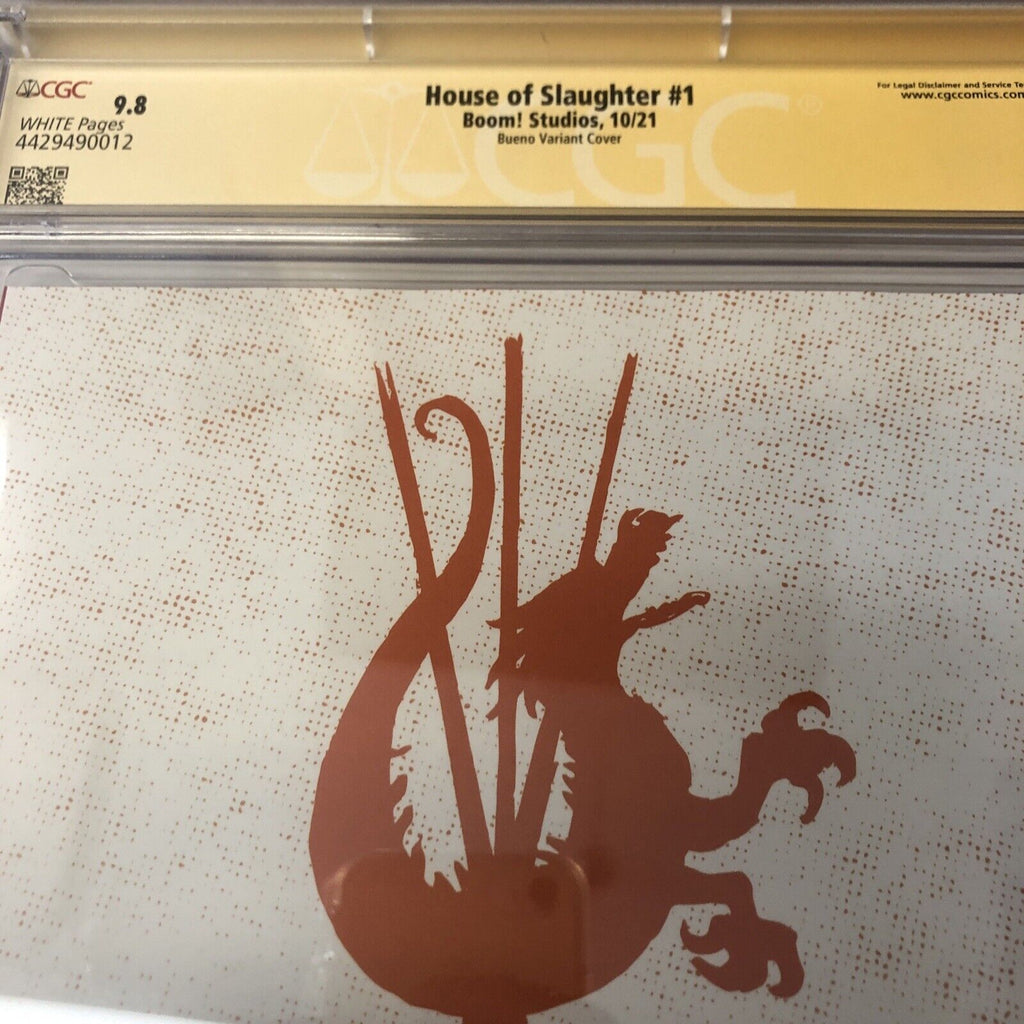 CGC
9.8
WHITE Pages
4429490012
House of Slaughter #1
Boom! Studios, 10/21
Bueno Variant Cover
For Legal Disclaimer and Service Te
www.cgccomics.com
CGC